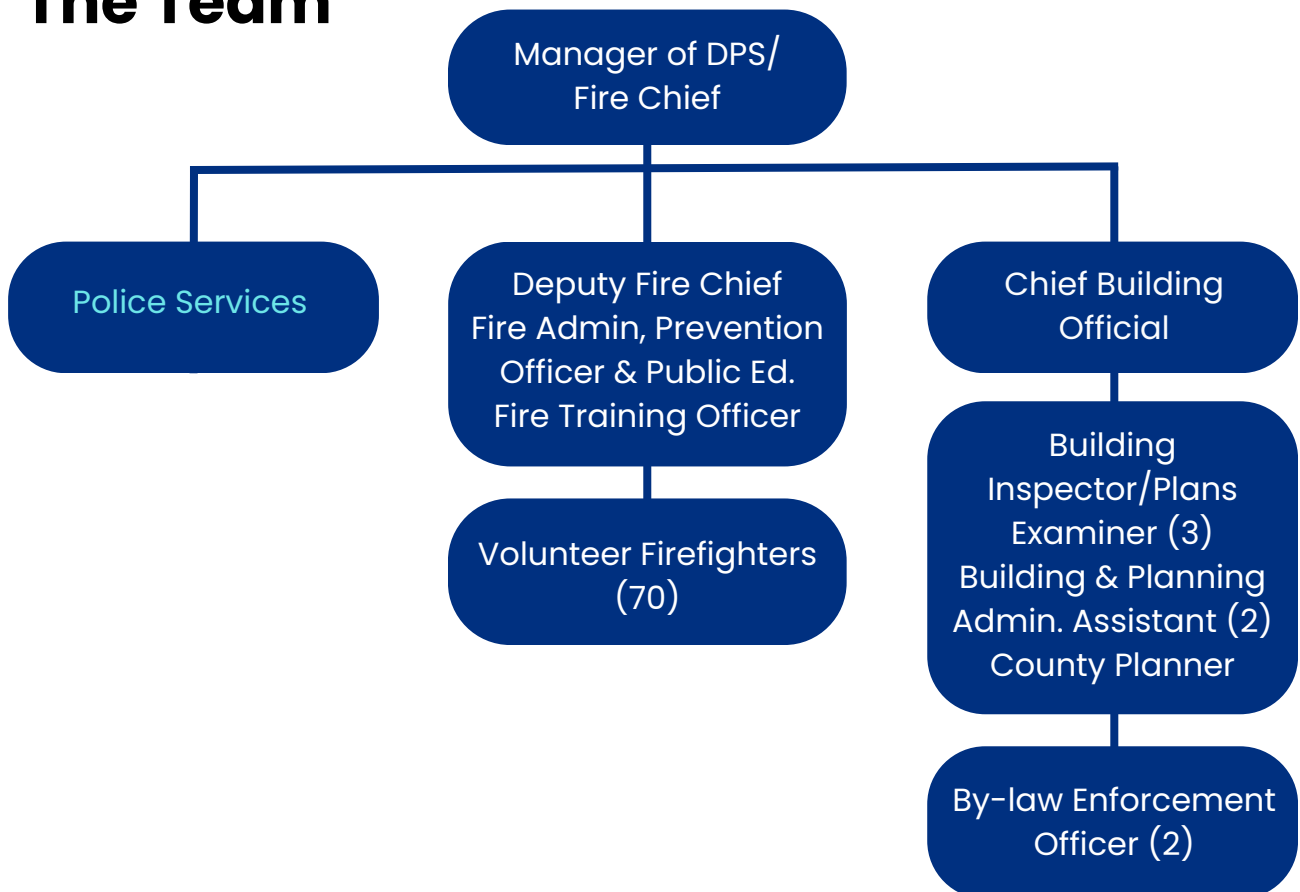 The Team
Manager of DPS/
Fire Chief
Police Services
Deputy Fire Chief
Fire Admin, Prevention
Officer & Public Ed.
Fire Training Officer
Volunteer Firefighters
(70)
Chief Building
Official
Building
Inspector/Plans
Examiner (3)
Building & Planning
Admin. Assistant (2)
County Planner
By-law Enforcement
Officer (2)